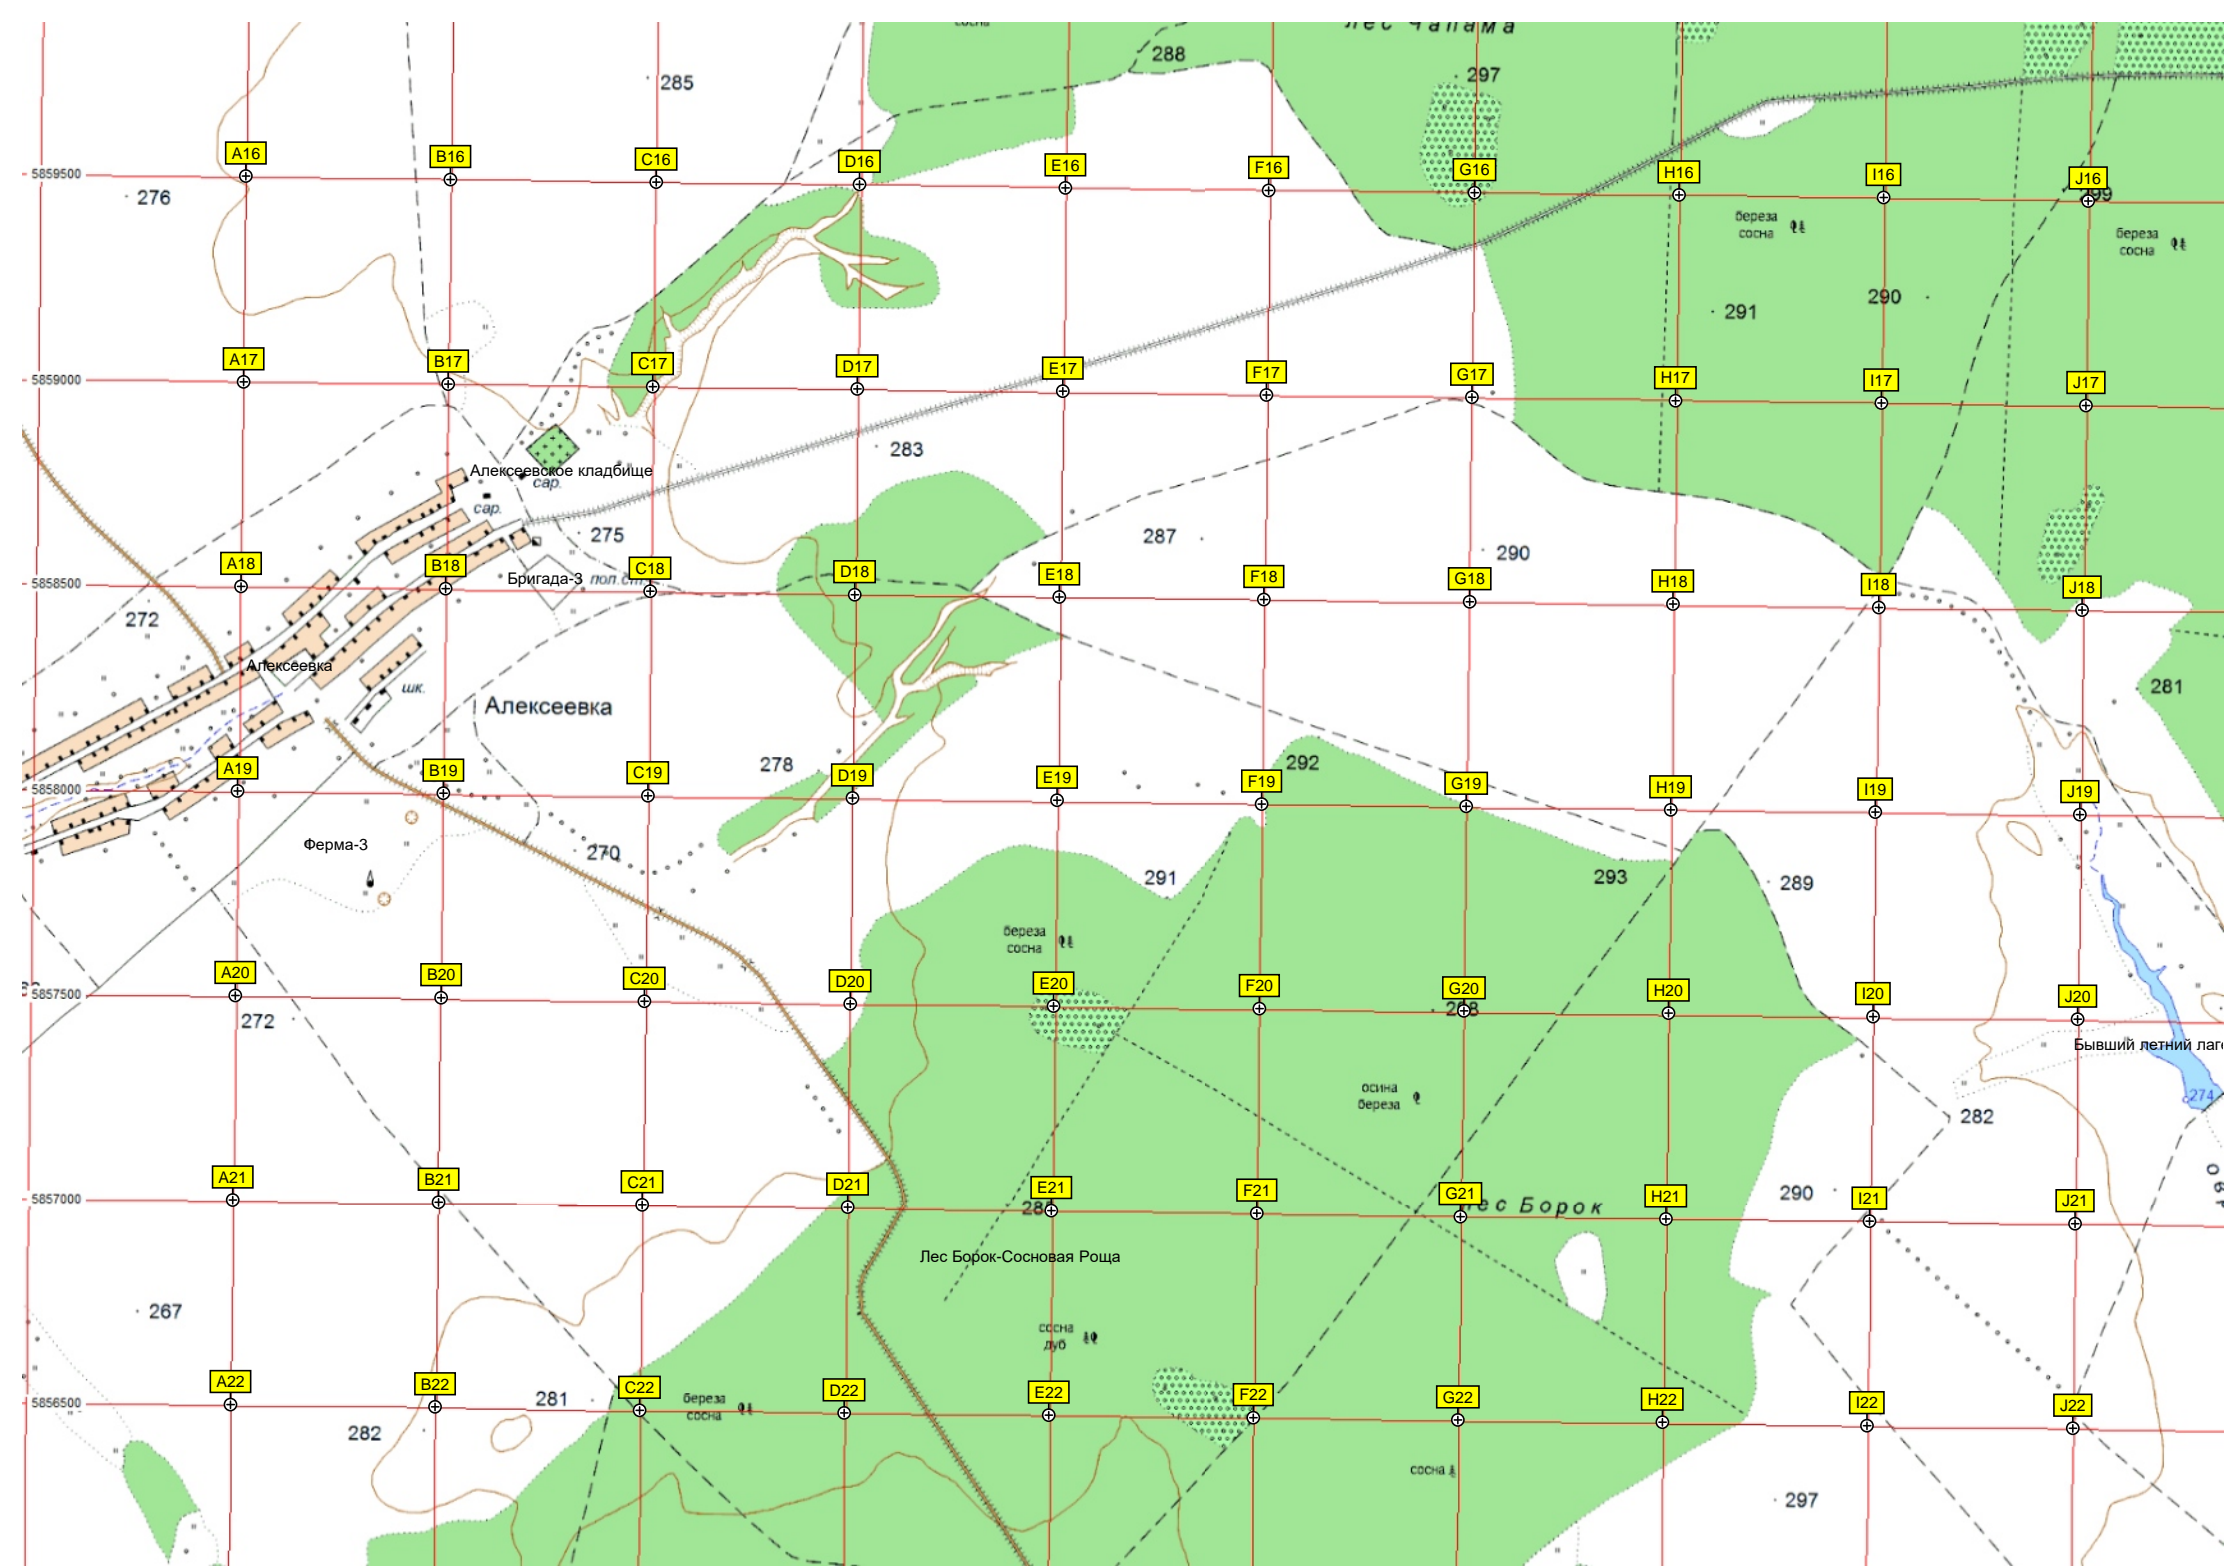 сосна
лес Чапама
288
285
297
A16
B16
C16
D16
E16
F16
G16
H16
I16
J16
5859500
276
береза
сосна
береза
сосна
291
290
A17
B17
C17
D17
E17
F17
G17
H17
I17
J17
5859000
283
Алексеевское кладбище
сар.
сар.
275
287
290
A18
B18
C18
D18
E18
F18
G18
H18
I18
J18
5858500
Бригада-3
272
Алексеевка
шк.
281
Алексеевка
278
292
A19
B19
C19
D19
E19
F19
G19
H19
I19
J19
5858000
Ферма-3
270
291
293
289
береза
сосна
A20
B20
C20
D20
E20
F20
G20
H20
I20
J20
5857500
272
Бывший летний лаг
274
осина
береза
282
A21
B21
C21
D21
E21
F21
G21
H21
I21
J21
5857000
290
ес Борок
Лес Борок-Сосновая Роща
267
сосна
дуб
A22
B22
C22
D22
E22
F22
G22
H22
I22
J22
5856500
281
береза
сосна
282
сосна
297